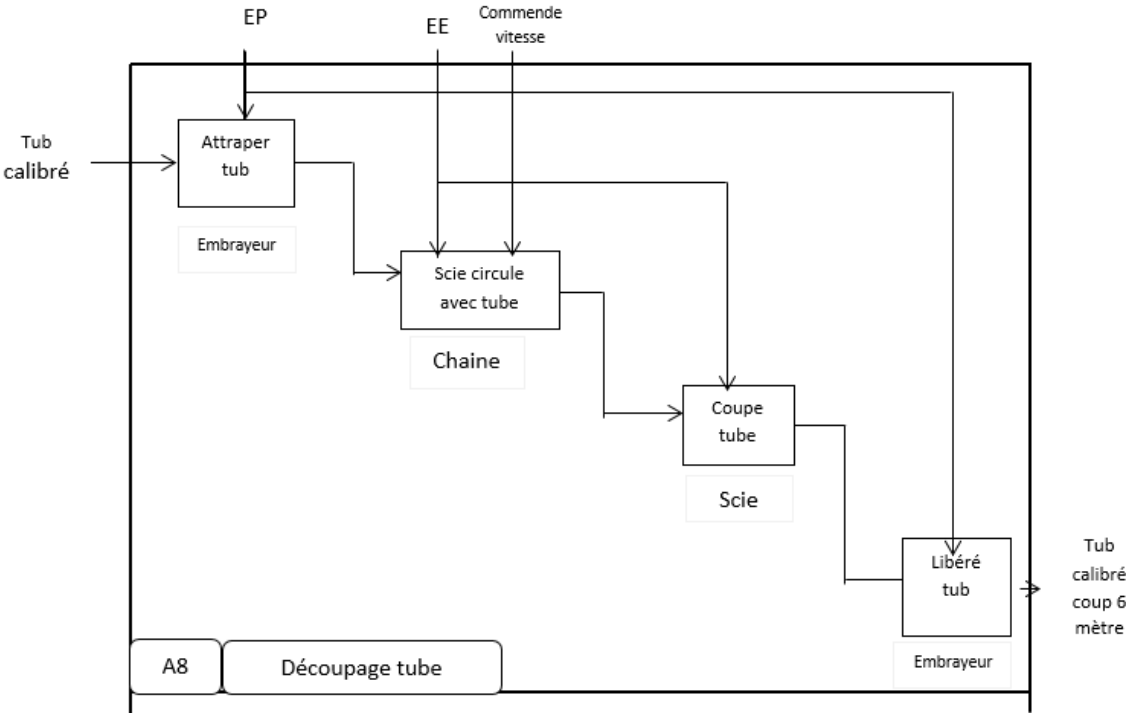 EP
EE
Commende
vitesse
Tub
calibré
Attraper
tub
Embrayeur
Scie circule
avec tube
Chaine
Coupe
tube
Scie
Libéré
tub
Embrayeur
Tub
calibré
coup 6
mètre
A8
Découpage tube